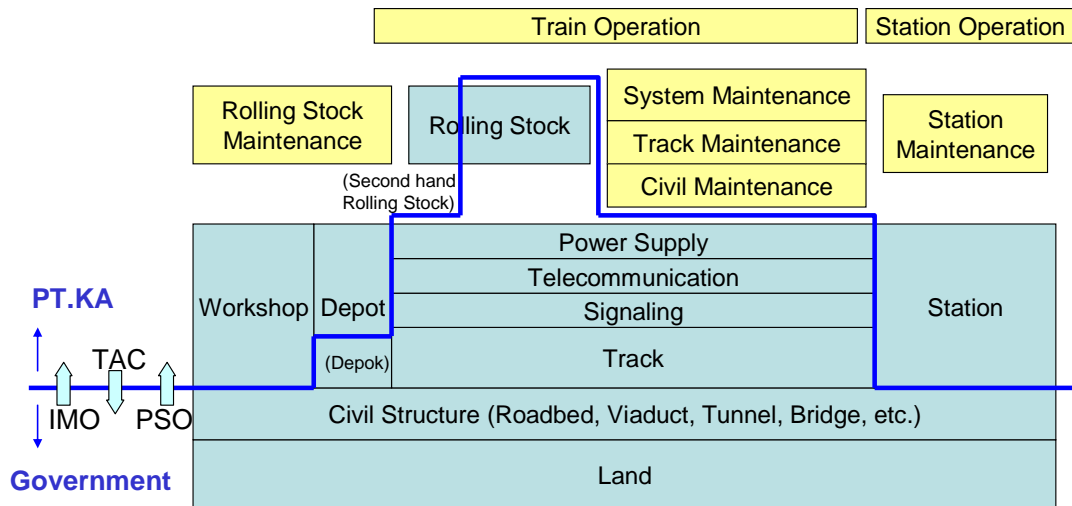 Train Operation
Station Operation
Rolling Stock
Maintenance
Rolling Stock
System Maintenance
Track Maintenance
Civil Maintenance
Station
Maintenance
(Second hand
Rolling Stock)
Power Supply
Telecommunication
Signaling
Track
Workshop
Depot
(Depok)
Station
PT.KA
TAC
IMO
PSO
Government
Civil Structure (Roadbed, Viaduct, Tunnel, Bridge, etc.)
Land